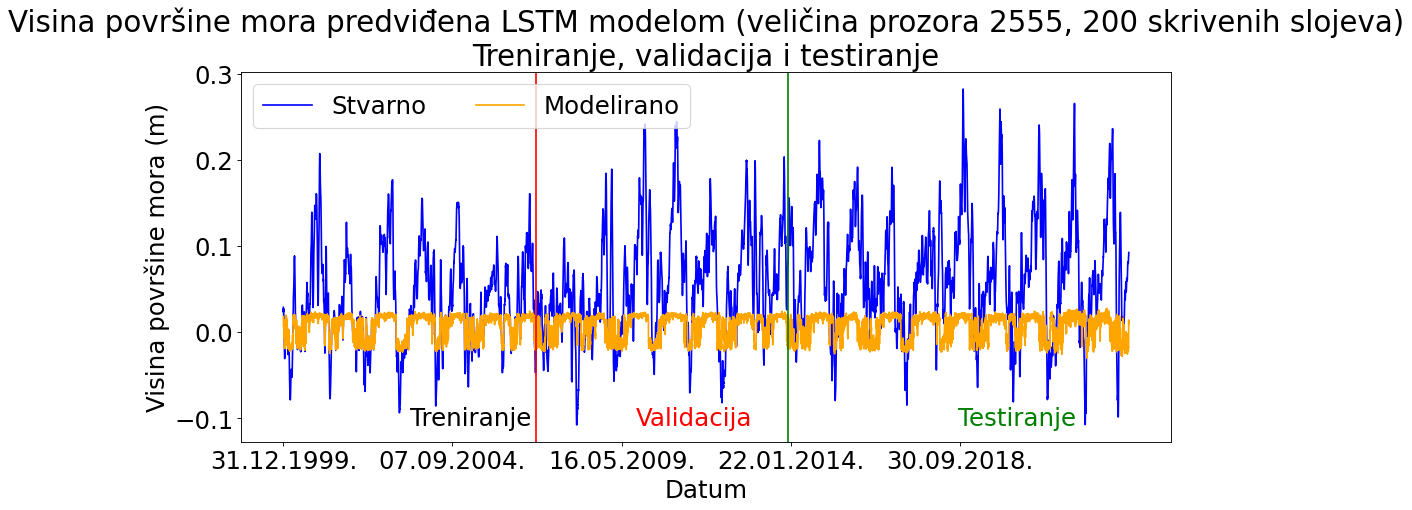 Visina površine mora predviđena LSTM modelom (veličina prozora 2555, 200 skrivenih slojeva)
Treniranje, validacija i testiranje
Stvarno
Modelirano
Visina površine mora (m)
0.3
0.2
0.1
0.0
−0.1
Treniranje
Validacija
Testiranje
31.12.1999.
07.09.2004.
16.05.2009.
22.01.2014.
30.09.2018.
Datum